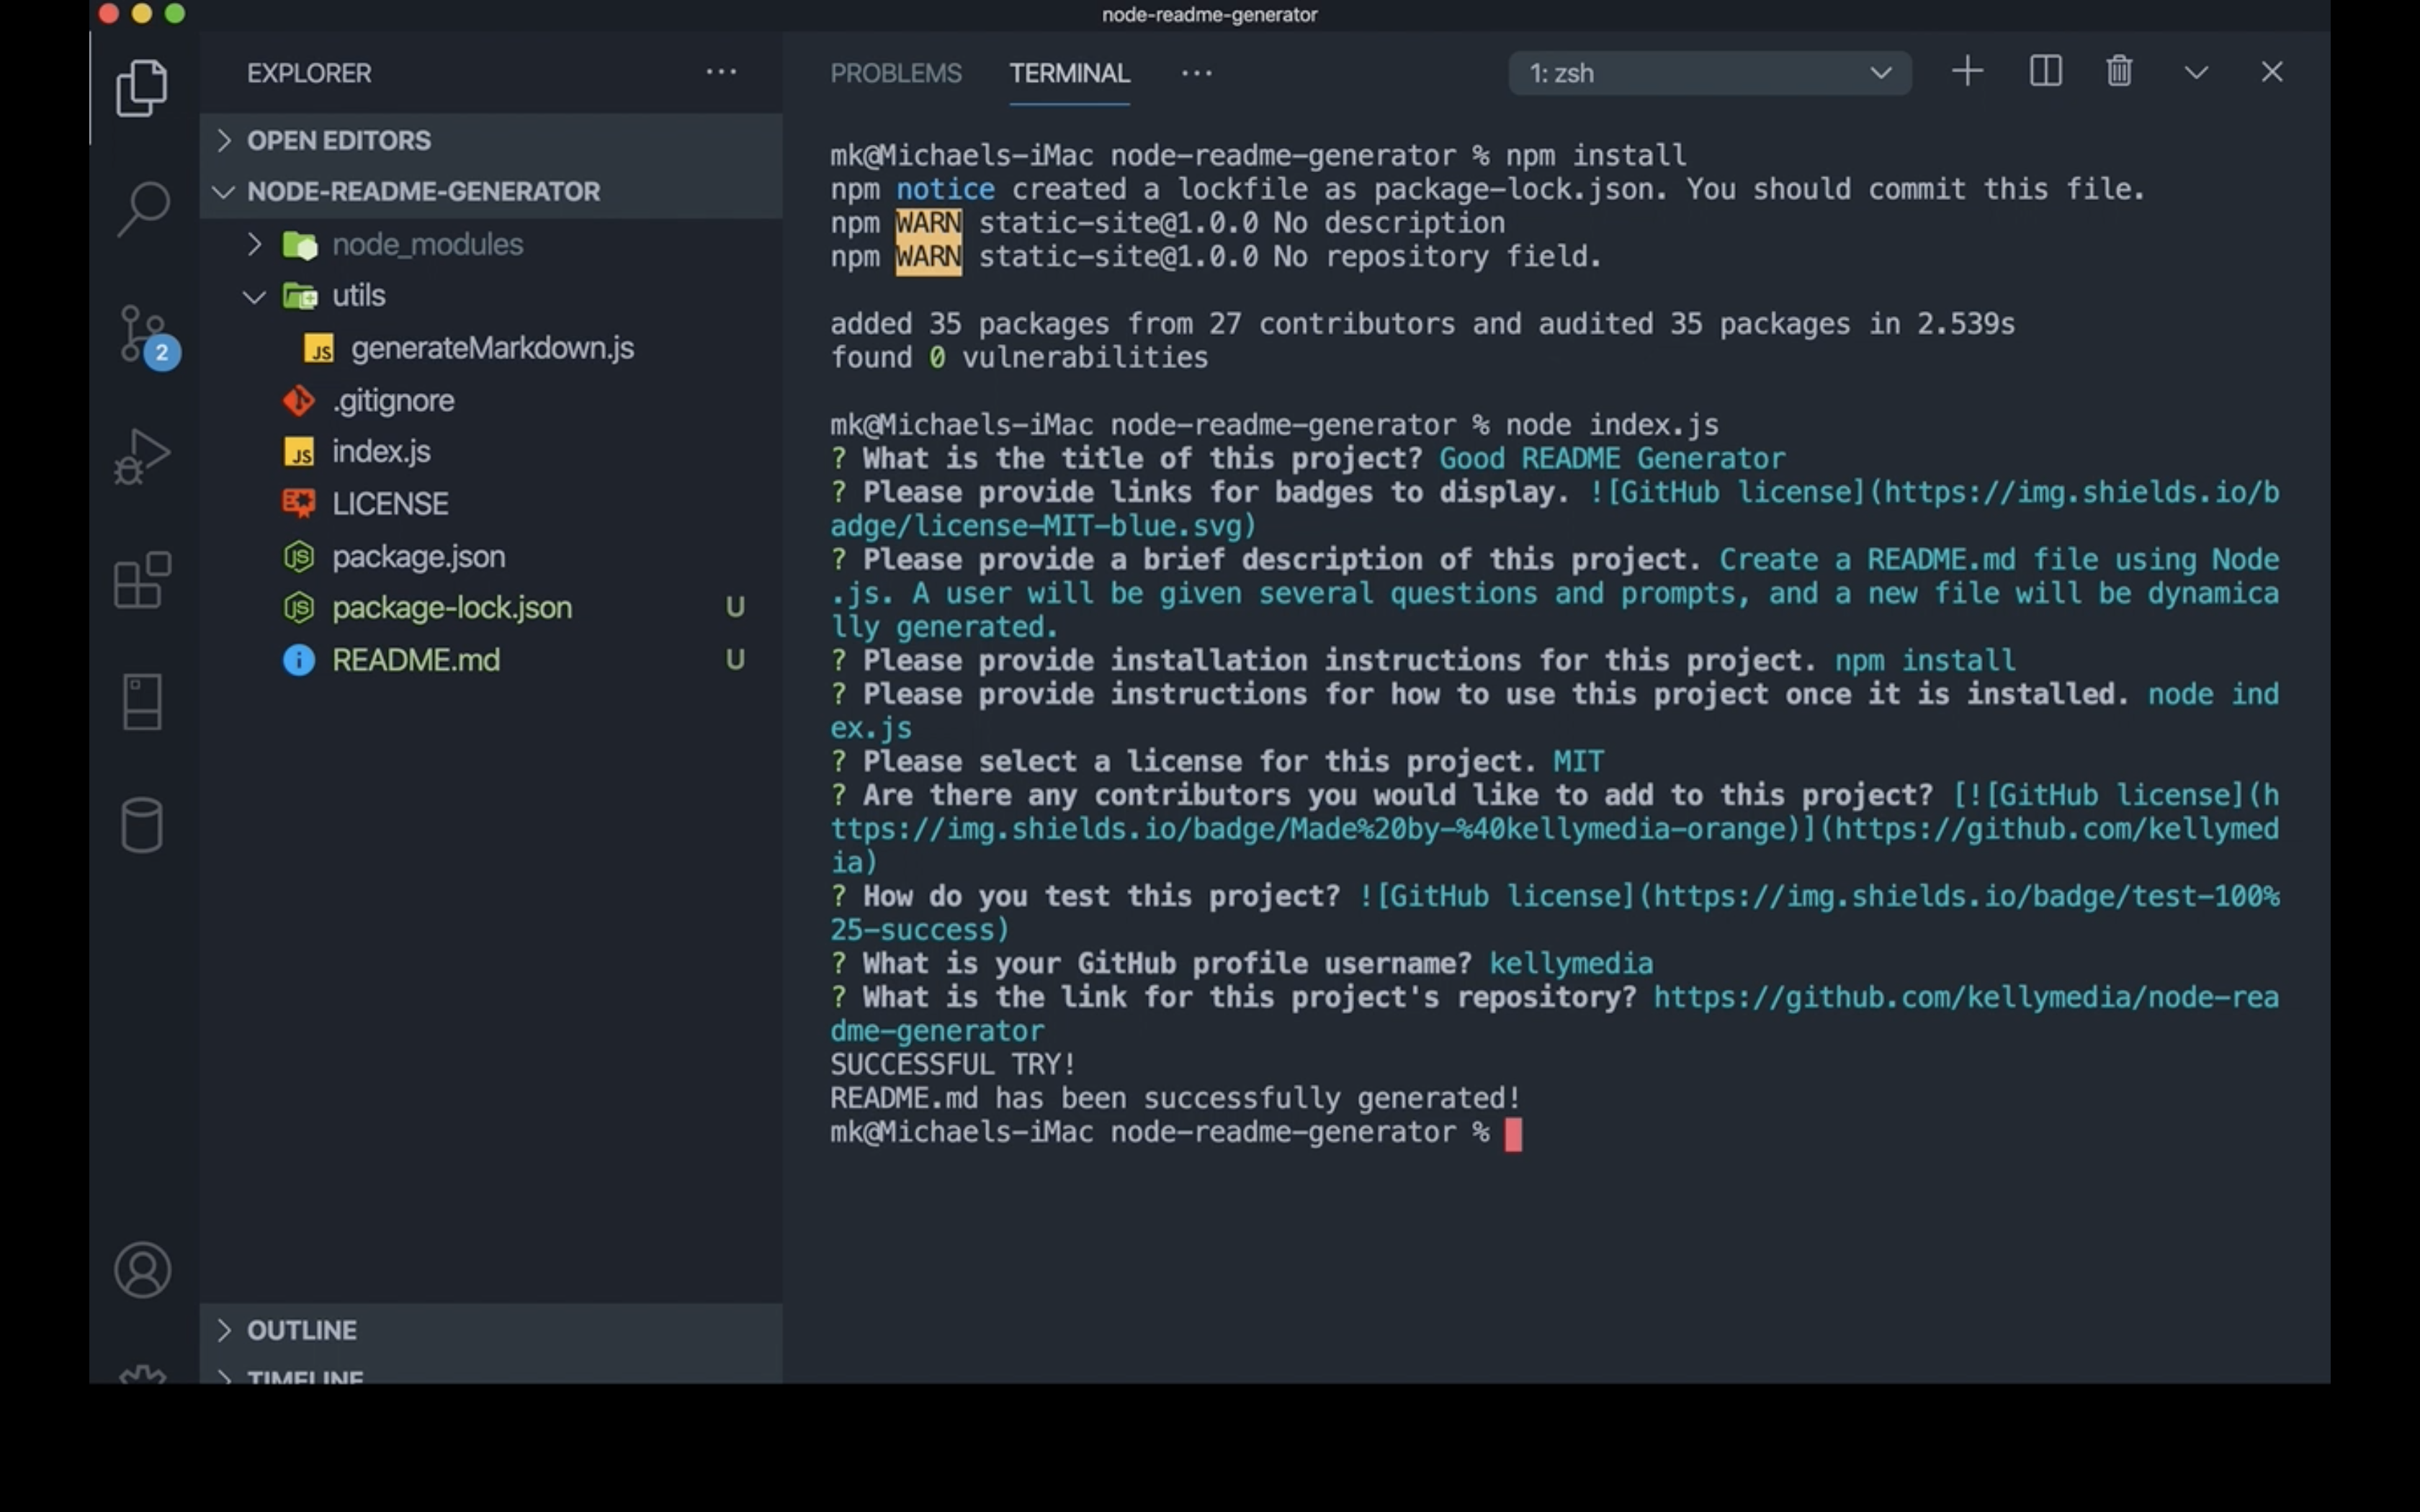 node-readme-generator
EXPLORER
OPEN EDITORS
NODE-README-GENERATOR
node_modules
utils
JS generateMarkdown.js
.gitignore
JS index.js
LICENSE
JS package.json
JS package-lock.json U
i README.md U
2
OUTLINE
TIMELINE
PROBLEMS TERMINAL 1: zsh
mk@Michaels-iMac node-readme-generator % npm install
npm notice created a lockfile as package-lock.json. You should commit this file.
npm WARN static-site@1.0.0 No description
npm WARN static-site@1.0.0 No repository field.
added 35 packages from 27 contributors and audited 35 packages in 2.539s
found 0 vulnerabilities
mk@Michaels-iMac node-readme-generator % node index.js
? What is the title of this project? Good README Generator
? Please provide links for badges to display. ![GitHub license](https://img.shields.io/b
adge/license-MIT-blue.svg)
? Please provide a brief description of this project. Create a README.md file using Node
.js. A user will be given several questions and prompts, and a new file will be dynamica
lly generated.
? Please provide installation instructions for this project. npm install
? Please provide instructions for how to use this project once it is installed. node ind
ex.js
? Please select a license for this project. MIT
? Are there any contributors you would like to add to this project? [![GitHub license](h
ttps://img.shields.io/badge/Made%20by-%40kellymedia-orange)](https://github.com/kellymed
ia)
? How do you test this project? ![GitHub license](https://img.shields.io/badge/test-100%
25-success)
? What is your GitHub profile username? kellymedia
? What is the link for this project's repository? https://github.com/kellymedia/node-rea
dme-generator
SUCCESSFUL TRY!
README.md has been successfully generated!
mk@Michaels-iMac node-readme-generator %